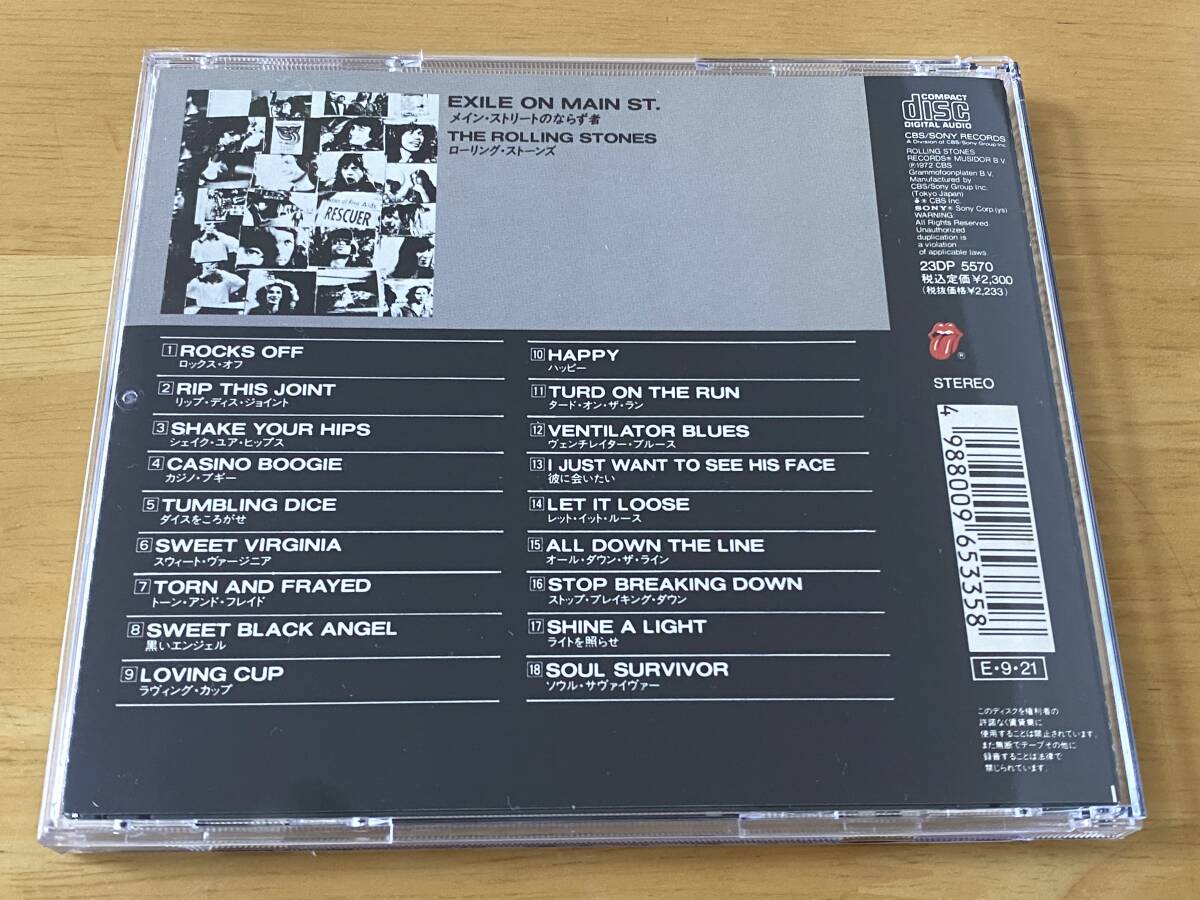 EXILE ON MAIN ST.
メイン・ストリートのならず者
THE ROLLING STONES
ローリング・ストーンズ
RESCUER
COMPACT
disc
DIGITAL AUDIO
CBS/SONY RECORDS
A Division of CBS/Sony Group Inc.
ROLLING STONES
RECORDS® MUSIDOR B.V.
℗1972 CBS
Grammofoonplaten B.V.
Manufactured by
CBS/Sony Group Inc.
(Tokyo Japan)
® CBS Inc.
SONY® Sony Corp.(ys)
WARNING:
All Rights Reserved.
Unauthorized
duplication is
a violation
of applicable laws.
23DP 5570
税込定価¥2,300
(税抜価格¥2,233)
®
STEREO
4 988009 653358
E・9・21
このディスクを権利者の
許諾なく賃貸業に
使用することは禁止されています。
また無断でテープその他に
録音することは法律で
禁じられています。
1 ROCKS OFF
ロックス・オフ
2 RIP THIS JOINT
リップ・ディス・ジョイント
3 SHAKE YOUR HIPS
シェイク・ユア・ヒップス
4 CASINO BOOGIE
カジノ・ブギー
5 TUMBLING DICE
ダイスをころがせ
6 SWEET VIRGINIA
スウィート・ヴァージニア
7 TORN AND FRAYED
トーン・アンド・フレイド
8 SWEET BLACK ANGEL
黒いエンジェル
9 LOVING CUP
ラヴィング・カップ
10 HAPPY
ハッピー
11 TURD ON THE RUN
タード・オン・ザ・ラン
12 VENTILATOR BLUES
ヴェンチレイター・ブルース
13 I JUST WANT TO SEE HIS FACE
彼に会いたい
14 LET IT LOOSE
レット・イット・ルース
15 ALL DOWN THE LINE
オール・ダウン・ザ・ライン
16 STOP BREAKING DOWN
ストップ・ブレイキング・ダウン
17 SHINE A LIGHT
ライトを照らせ
18 SOUL SURVIVOR
ソウル・サヴァイヴァー